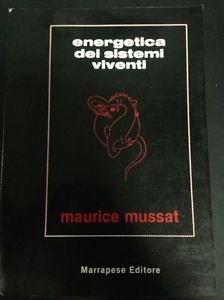 energetica
dei sistemi
viventi
maurice mussat
Marrapese Editore